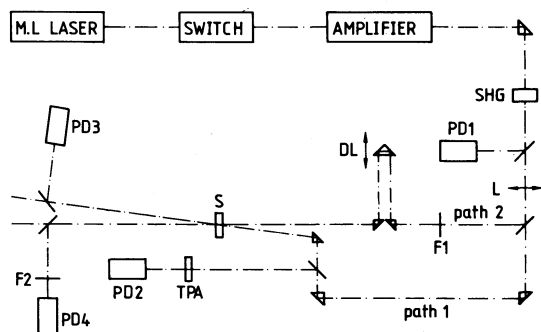 M.L LASER
SWITCH
AMPLIFIER
SHG
PD1
PD3
DL
L
S
path 2
F1
F2
PD2
TPA
PD4
path 1